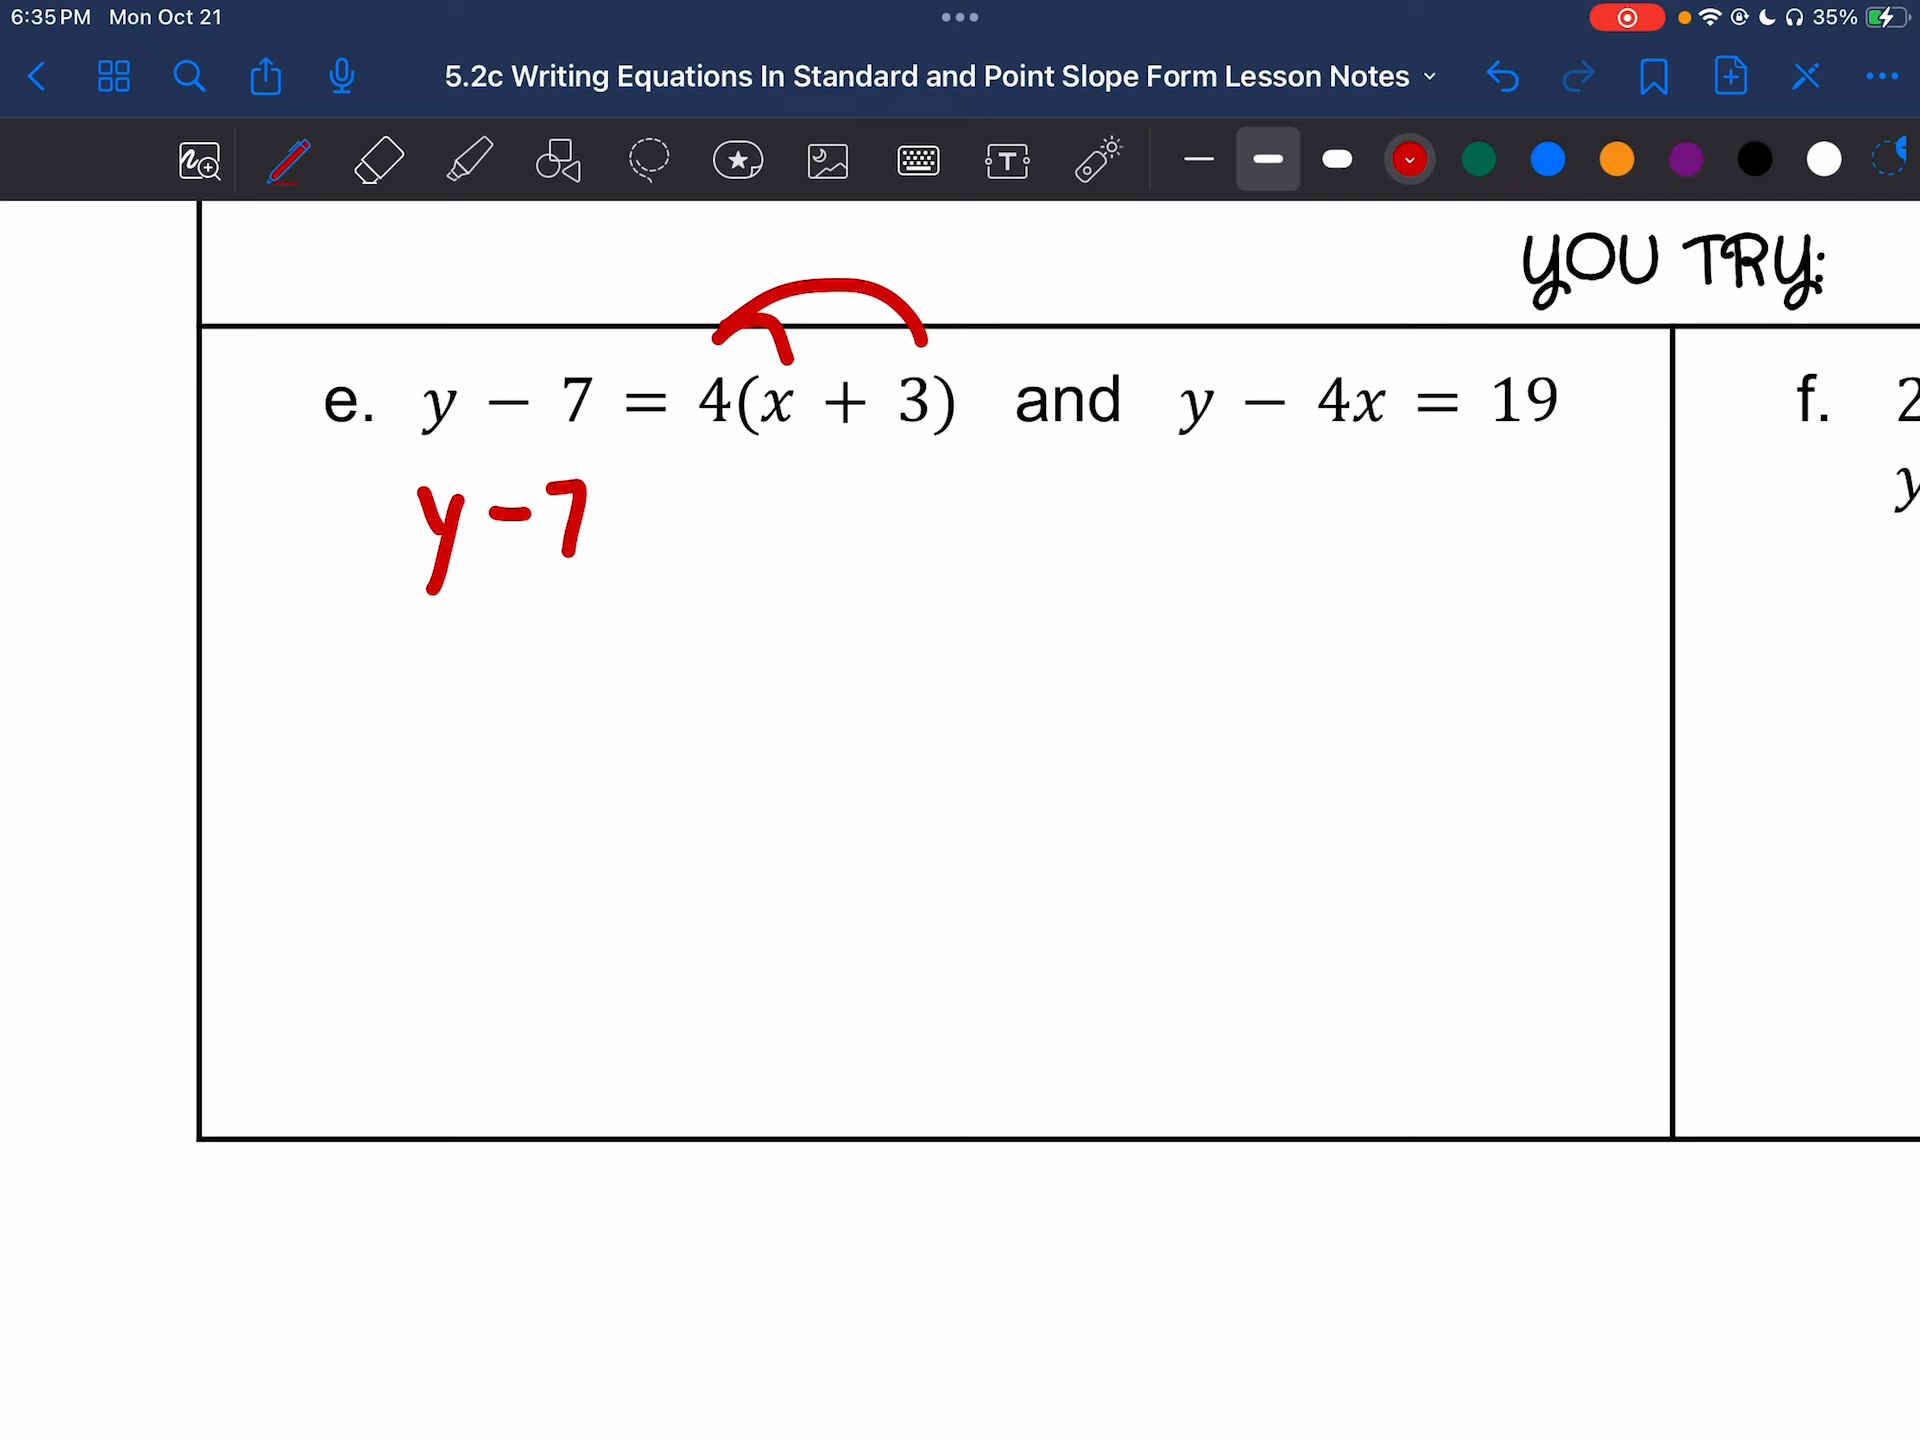 6:35 PM Mon Oct 21
35%
5.2c Writing Equations In Standard and Point Slope Form Lesson Notes
T
YOU TRY:
e. y − 7 = 4(x + 3) and y − 4x = 19
f. 2
y
y - 7